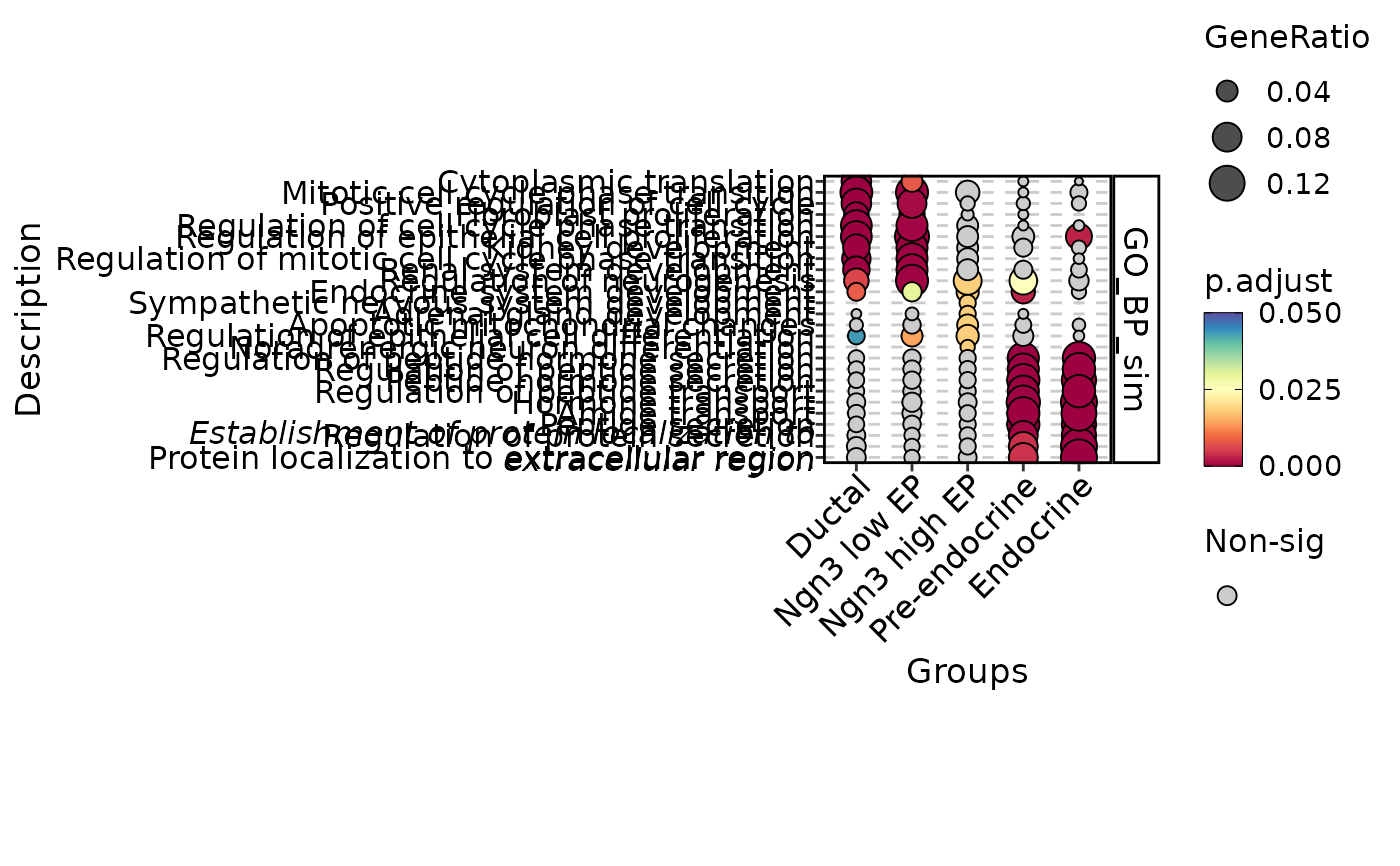 GeneRatio
0.04
0.08
0.12
p.adjust
0.050
0.025
0.000
Non-sig
Description
Cytoplasmic translation
Mitotic cell cycle phase transition
Positive regulation of cell cycle
Fibroblast proliferation
Regulation of cell cycle phase transition
Regulation of epithelial cell proliferation
Kidney development
Regulation of mitotic cell cycle phase transition
Renal system development
Regulation of neurogenesis
Endocrine system development
Sympathetic nervous system development
Adrenal gland development
Apoptotic mitochondrial changes
Regulation of epithelial cell differentiation
Noradrenergic neuron differentiation
Regulation of peptide hormone secretion
Regulation of peptide secretion
Peptide hormone secretion
Regulation of peptide transport
Hormone transport
Amide transport
Peptide secretion
Establishment of protein localization to
Regulation of protein secretion
Protein localization to extracellular region
GO_BP_sim
Ductal
Ngn3 low EP
Ngn3 high EP
Pre-endocrine
Endocrine
Groups